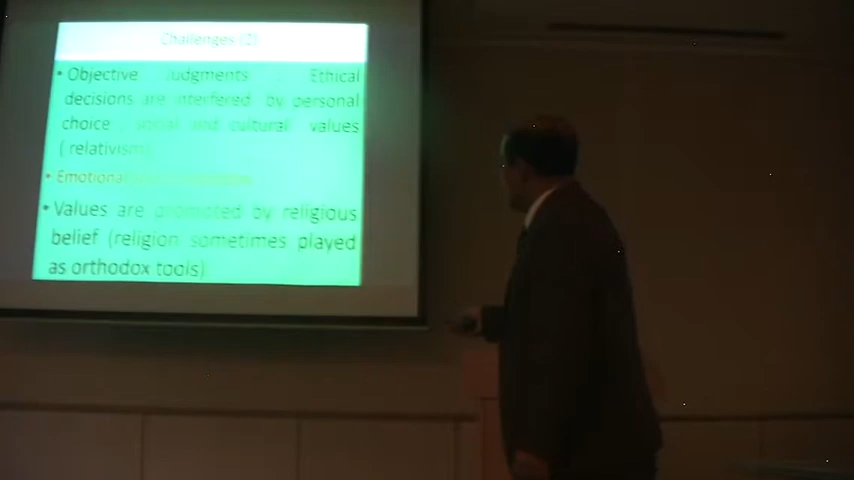 Challenges (2)
• Objective Judgments : Ethical
decisions are interfered by personal
choice , social and cultural values
( relativism)
• Emotional
• Values are promoted by religious
belief (religion sometimes played
as orthodox tools)